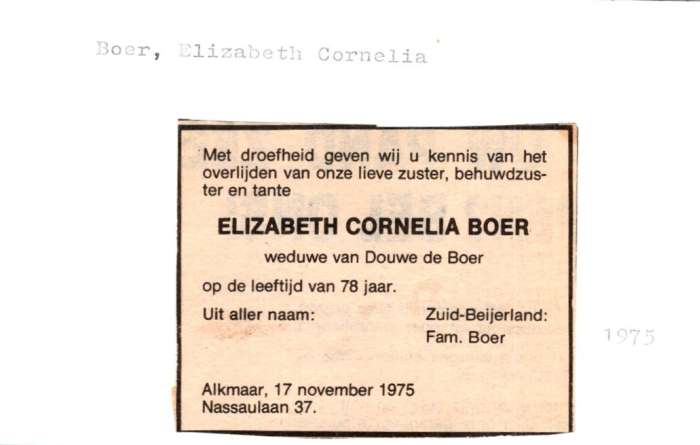 Boer, Elizabeth Cornelia
Met droefheid geven wij u kennis van het
overlijden van onze lieve zuster, behuwdzus-
ter en tante
ELIZABETH CORNELIA BOER
weduwe van Douwe de Boer
op de leeftijd van 78 jaar.
Uit aller naam:
Zuid-Beijerland:
Fam. Boer
1975
Alkmaar, 17 november 1975
Nassaulaan 37.